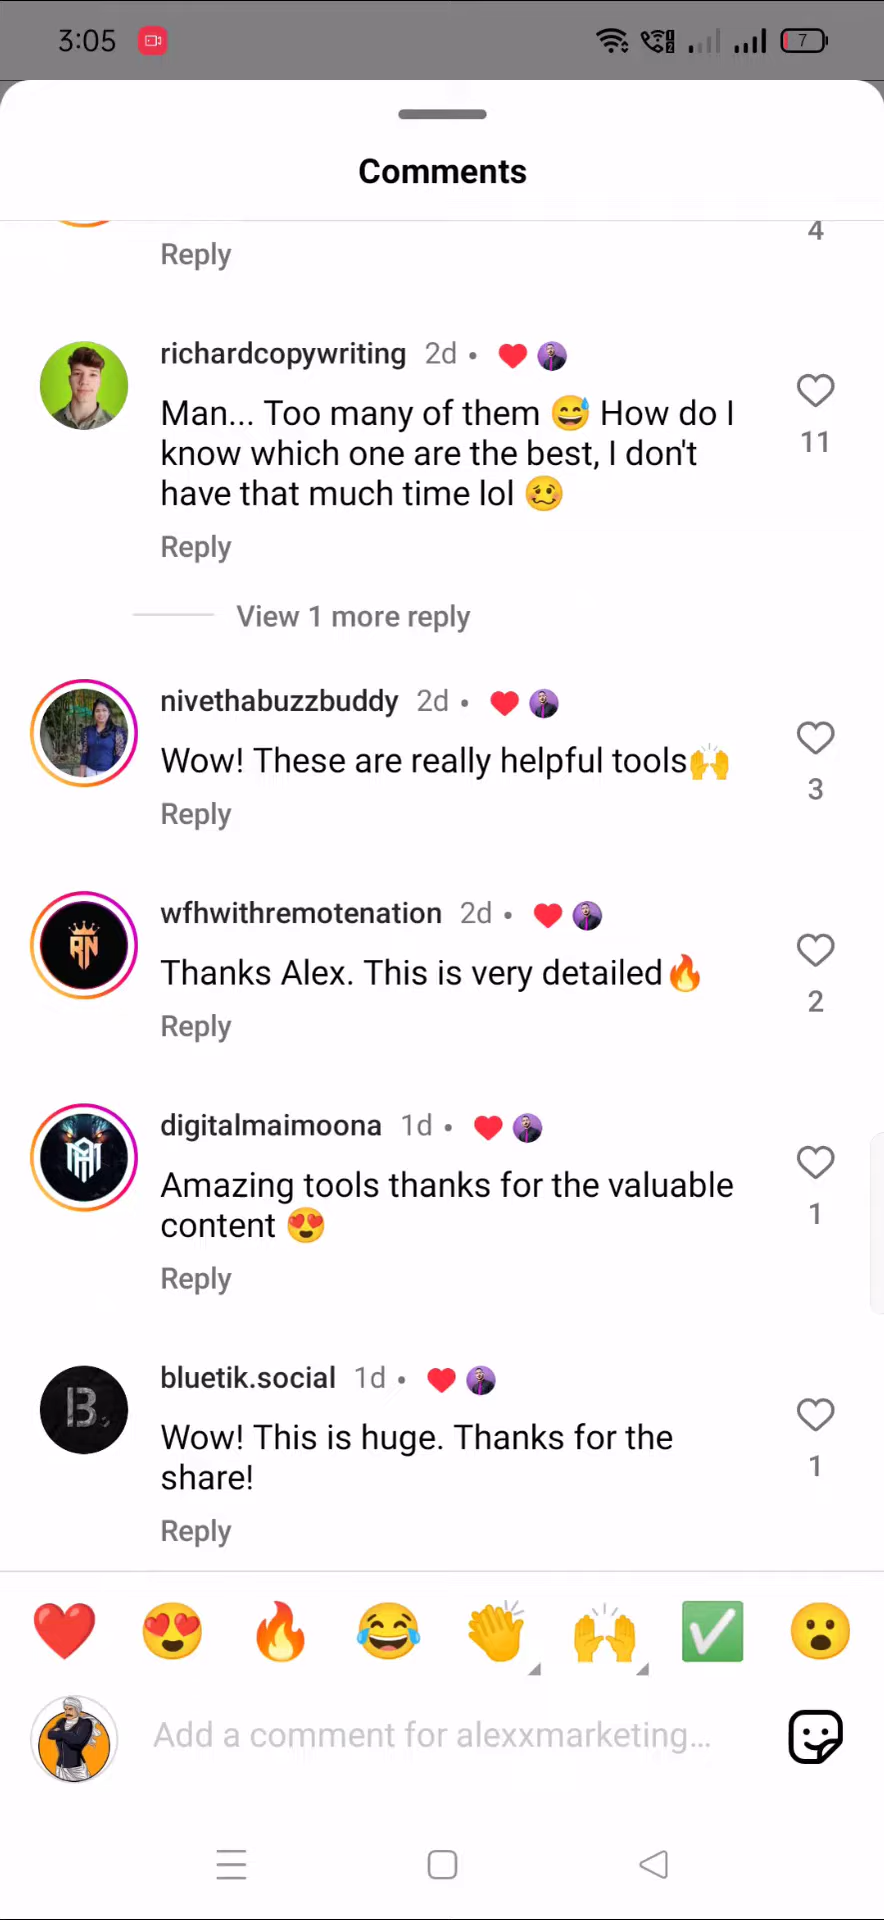 3:05
7
Comments
4
Reply
richardcopywriting 2d •
Man... Too many of them 😅 How do I
11
know which one are the best, I don't
have that much time lol 🥴
Reply
View 1 more reply
nivethabuzzbuddy 2d •
Wow! These are really helpful tools🙌
3
Reply
RN
wfhwithremotenation 2d •
Thanks Alex. This is very detailed🔥
2
Reply
digitalmaimoona 1d •
Amazing tools thanks for the valuable
content 😍
1
Reply
B.
bluetik.social 1d •
Wow! This is huge. Thanks for the
share!
1
Reply
Add a comment for alexxmarketing...